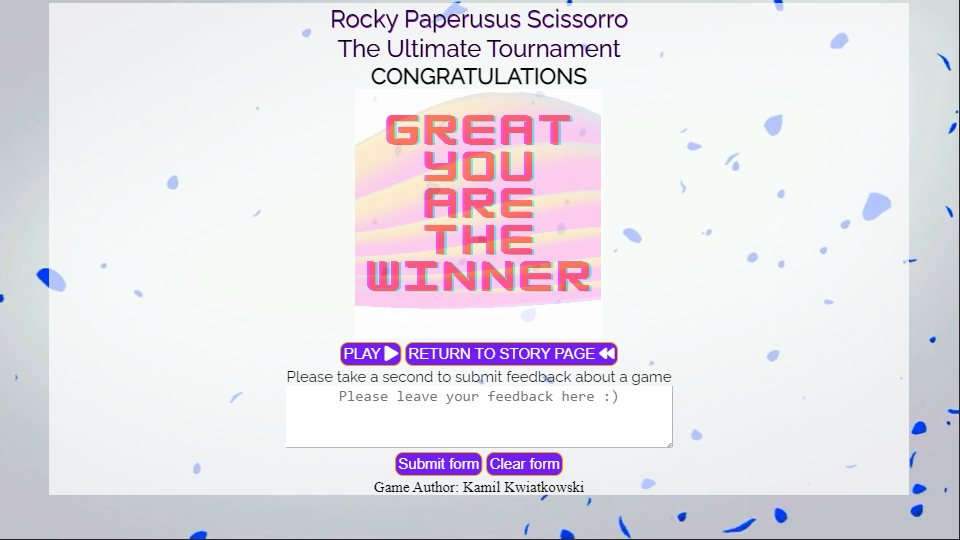 Rocky Paperusus Scissorro
The Ultimate Tournament
CONGRATULATIONS
GREAT
YOU
ARE
THE
WINNER
PLAY RETURN TO STORY PAGE
Please take a second to submit feedback about a game
Please leave your feedback here :)
Submit form Clear form
Game Author: Kamil Kwiatkowski